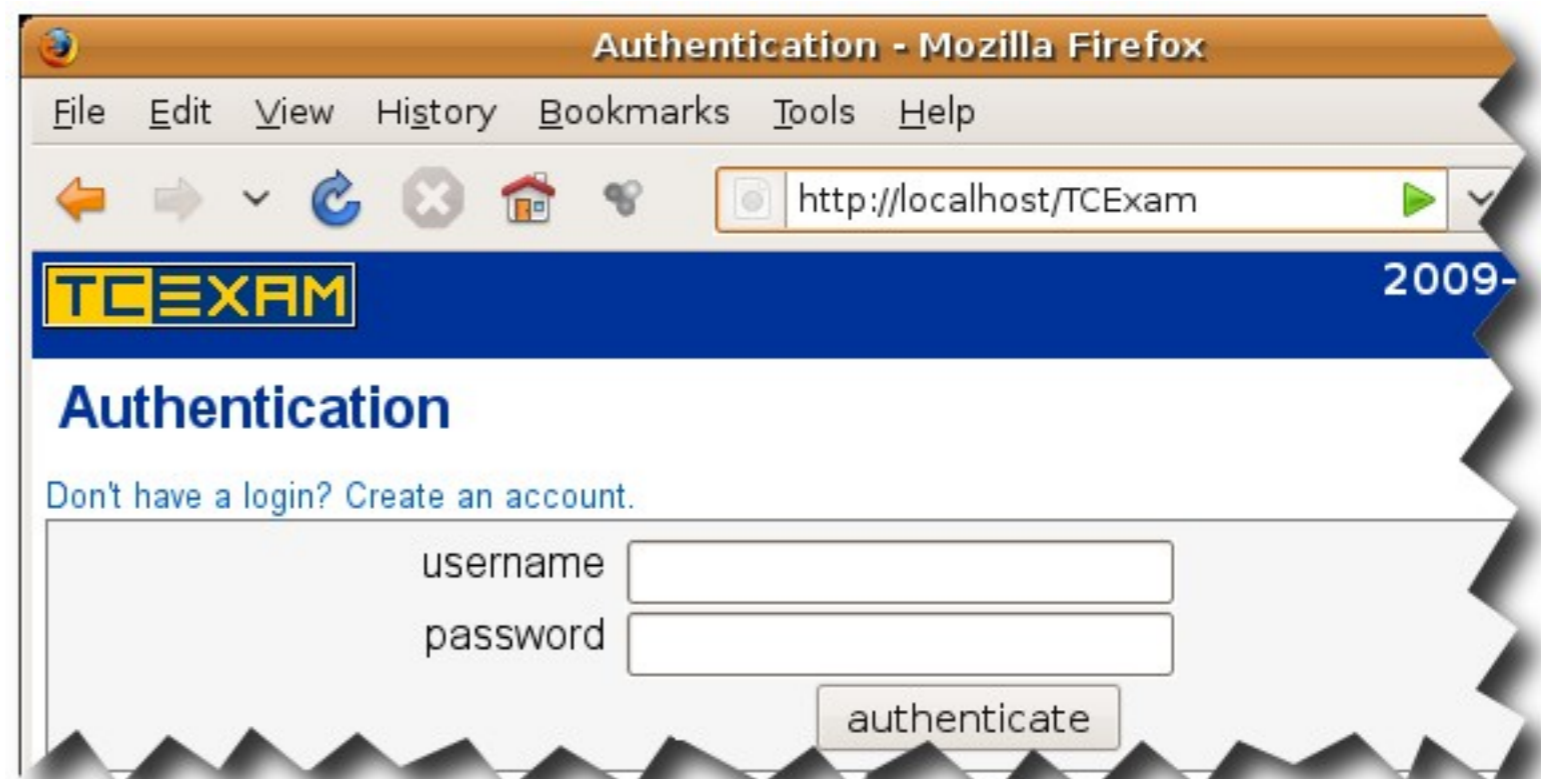 Authentication - Mozilla Firefox
File Edit View History Bookmarks Tools Help
http://localhost/TCExam
TCEXAM
2009-
Authentication
Don't have a login? Create an account.
username
password
authenticate